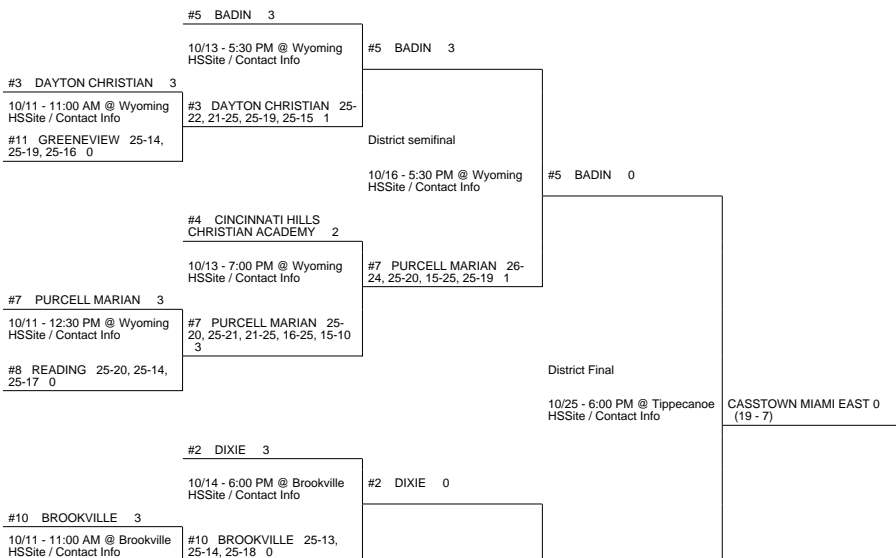 #5 BADIN 3
10/13 - 5:30 PM @ Wyoming
HSSite / Contact Info
#5 BADIN 3
#3 DAYTON CHRISTIAN 3
10/11 - 11:00 AM @ Wyoming
HSSite / Contact Info
#3 DAYTON CHRISTIAN 25-
22, 21-25, 25-19, 25-15 1
#11 GREENEVIEW 25-14,
25-19, 25-16 0
District semifinal
10/16 - 5:30 PM @ Wyoming
HSSite / Contact Info
#5 BADIN 0
#4 CINCINNATI HILLS
CHRISTIAN ACADEMY 2
10/13 - 7:00 PM @ Wyoming
HSSite / Contact Info
#7 PURCELL MARIAN 26-
24, 25-20, 15-25, 25-19 1
#7 PURCELL MARIAN 3
10/11 - 12:30 PM @ Wyoming
HSSite / Contact Info
#7 PURCELL MARIAN 25-
20, 25-21, 21-25, 16-25, 15-10
3
#8 READING 25-20, 25-14,
25-17 0
District Final
10/25 - 6:00 PM @ Tippecanoe
HSSite / Contact Info
CASSTOWN MIAMI EAST 0
(19 - 7)
#2 DIXIE 3
10/14 - 6:00 PM @ Brookville
HSSite / Contact Info
#2 DIXIE 0
#10 BROOKVILLE 3
10/11 - 11:00 AM @ Brookville
HSSite / Contact Info
#10 BROOKVILLE 25-13,
25-14, 25-18 0